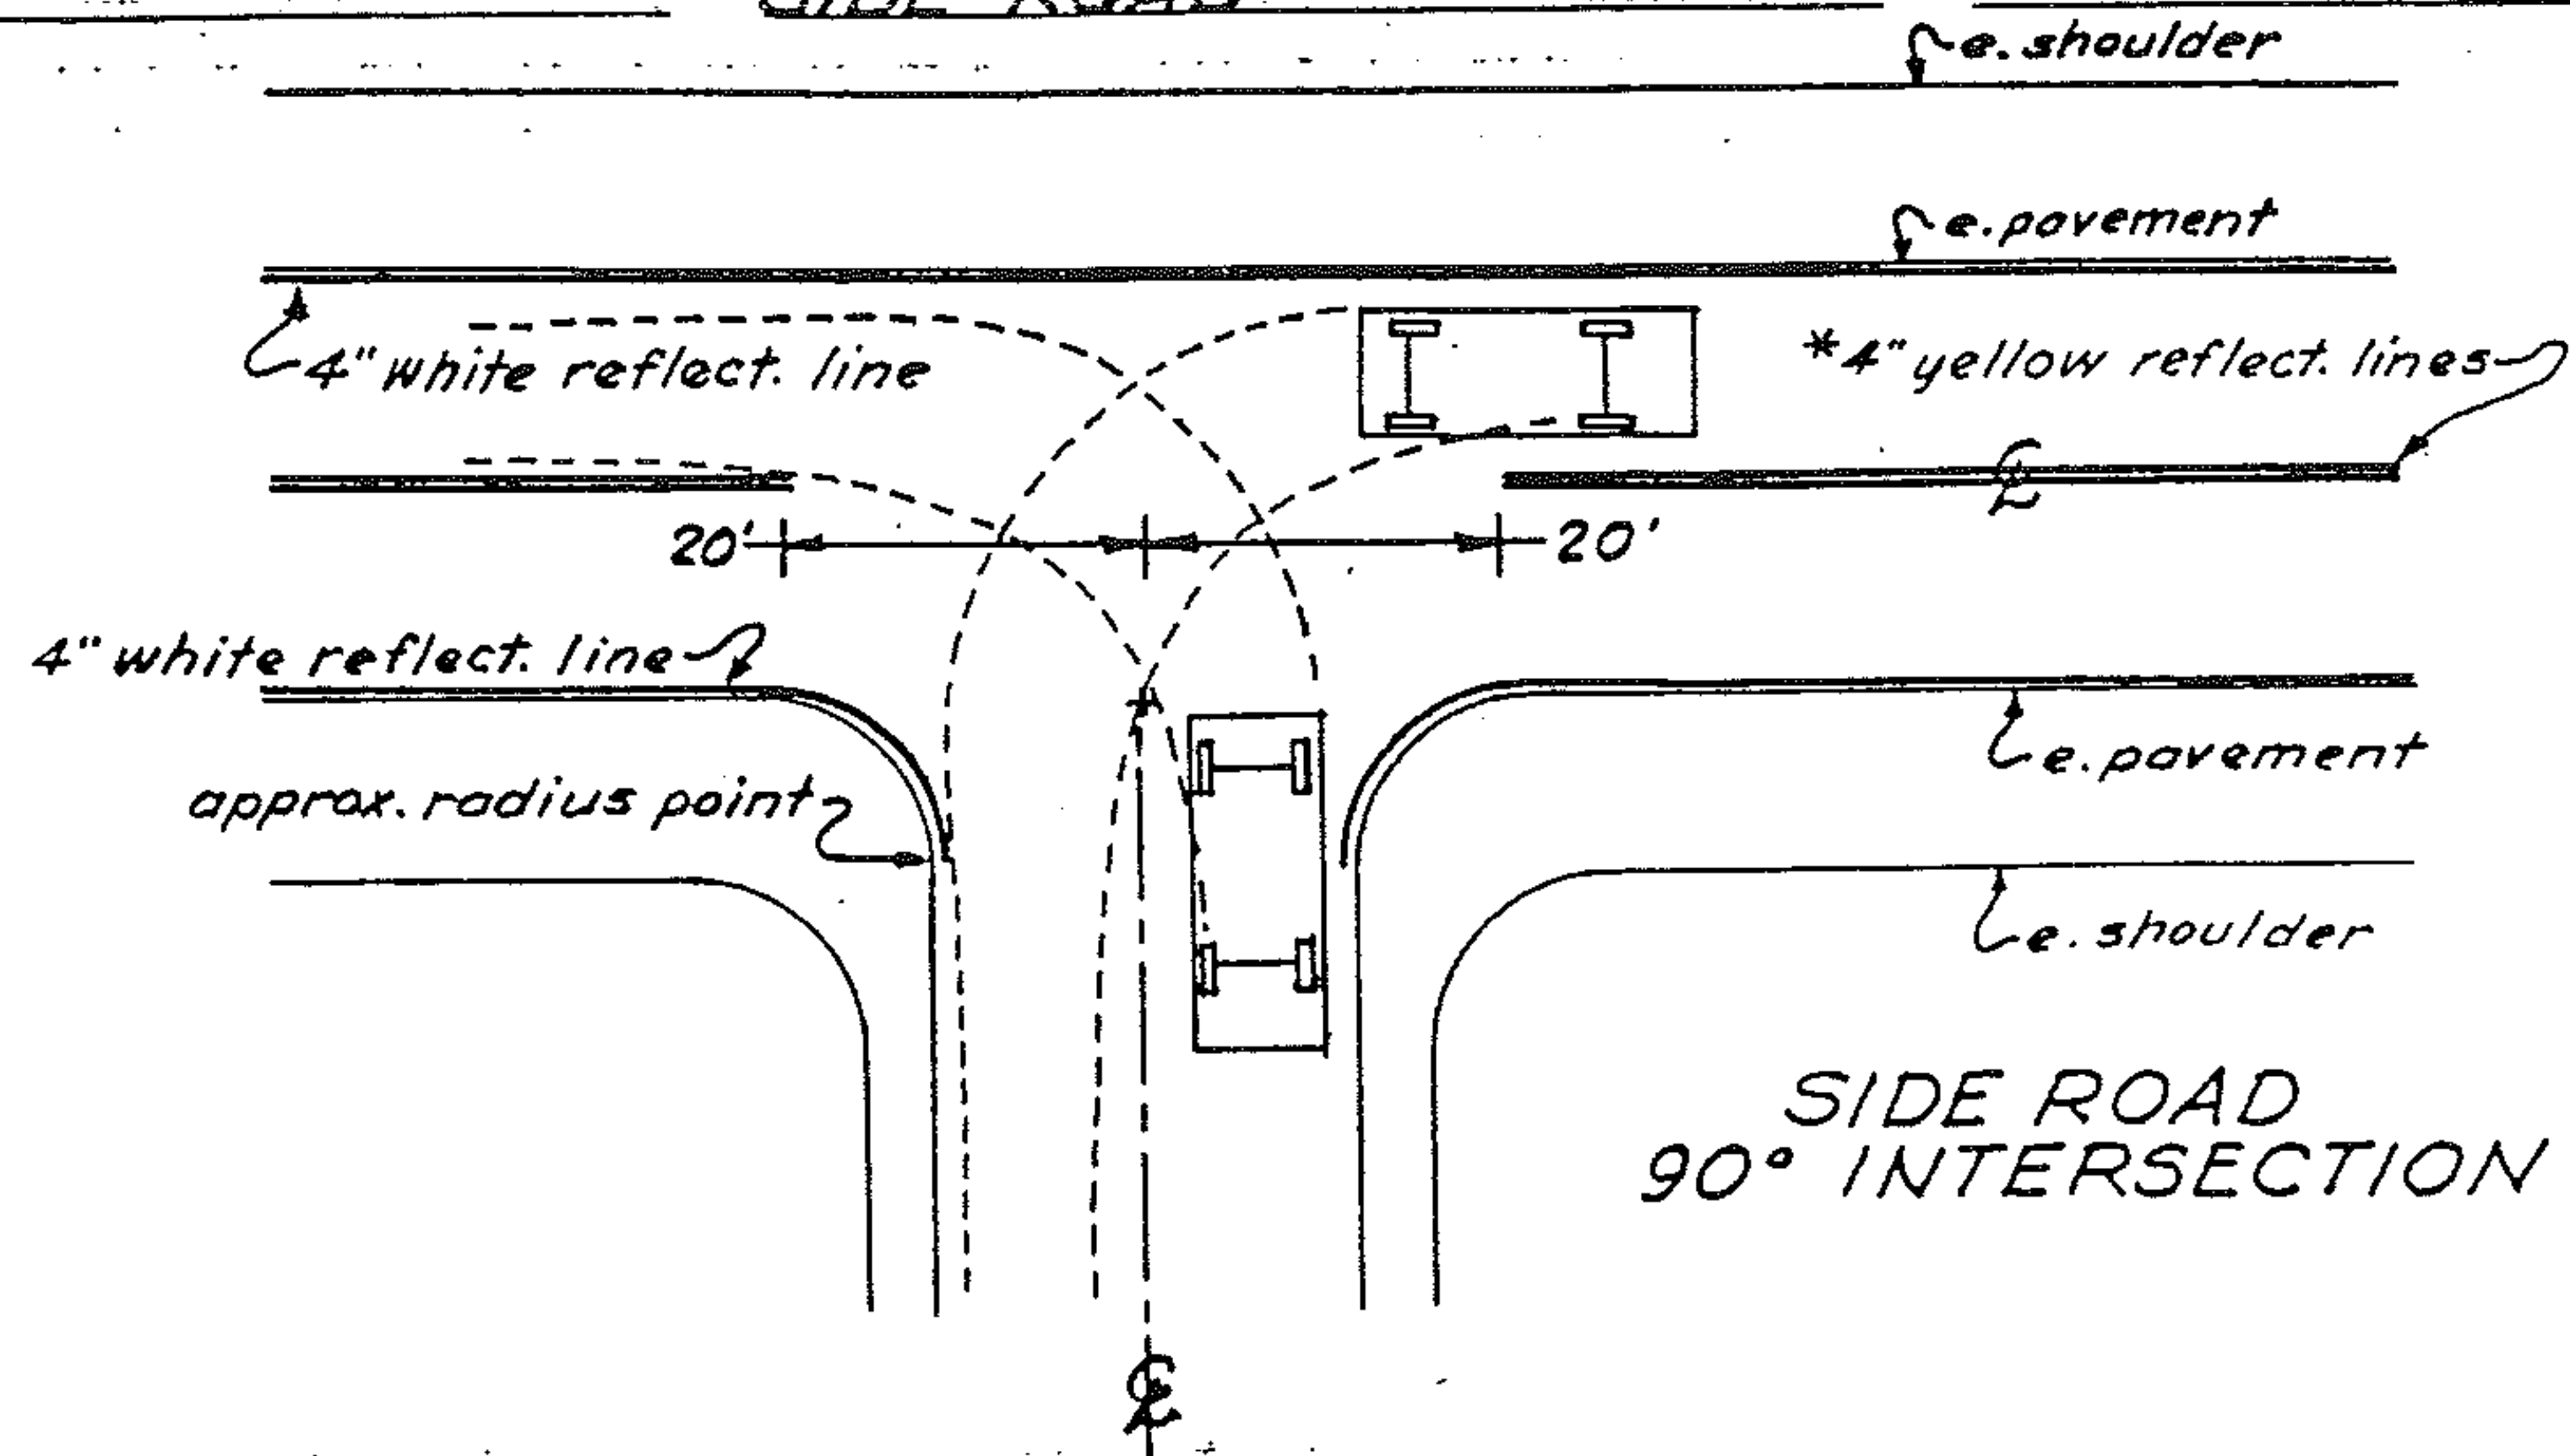 e. shoulder
e. pavement
4" white reflect. line
*4" yellow reflect. lines
℄
20'
20'
4" white reflect. line
e. pavement
approx. radius point
e. shoulder
SIDE ROAD
90° INTERSECTION
℄